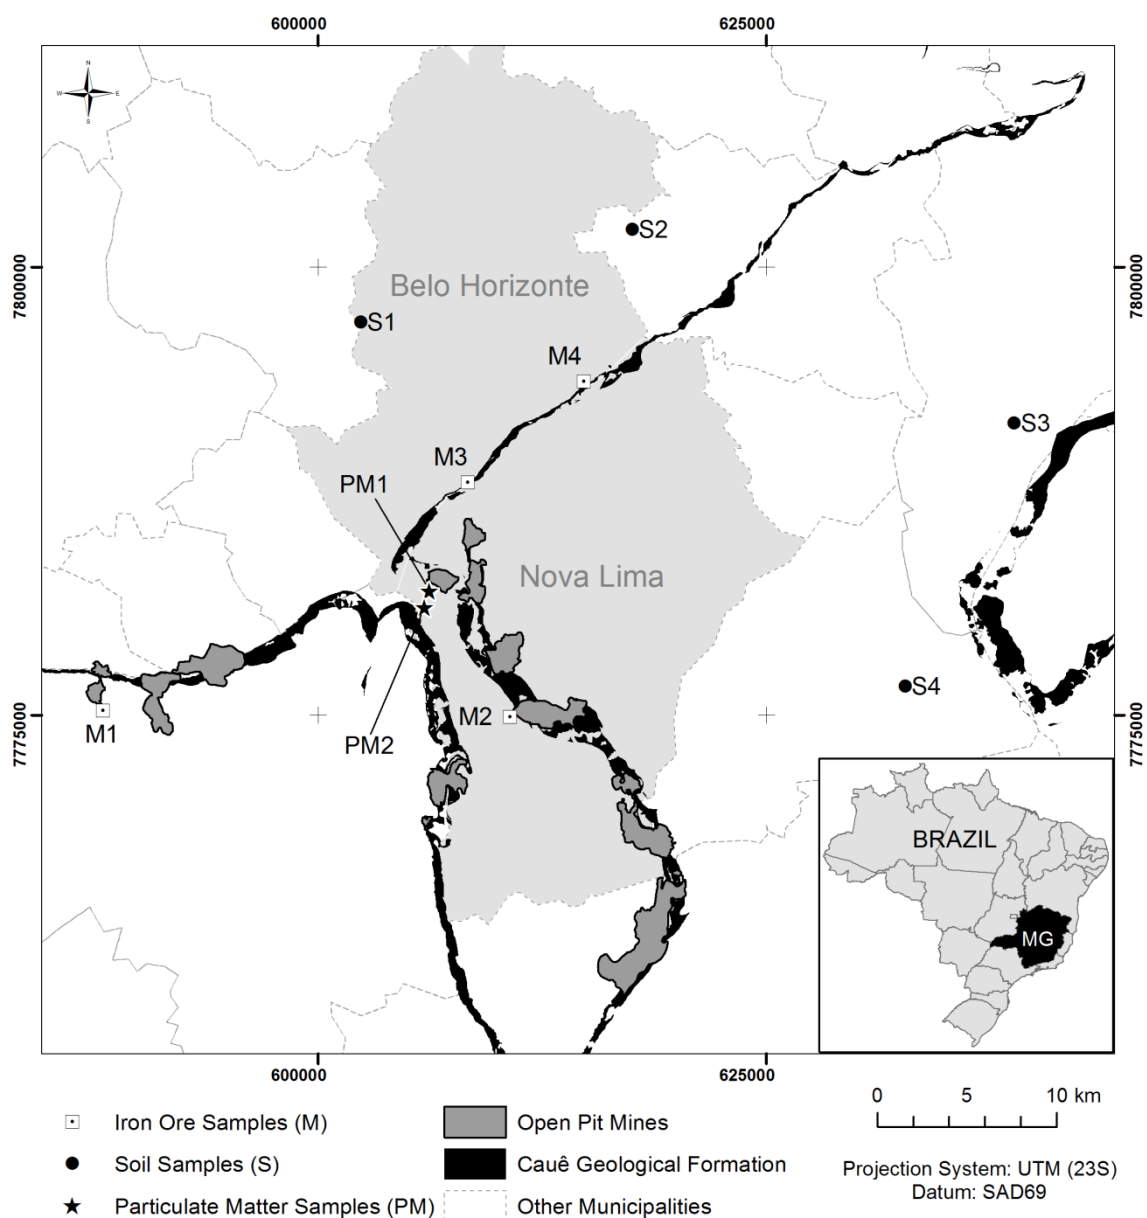 600000
625000
N
W
E
S
S2
7800000
7800000
Belo Horizonte
S1
M4
S3
M3
PM1
Nova Lima
S4
M2
M1
7775000
7775000
PM2
BRAZIL
MG
600000
625000
0 5 10 km
Iron Ore Samples (M)
Open Pit Mines
Soil Samples (S)
Cauê Geological Formation
Projection System: UTM (23S)
Datum: SAD69
Particulate Matter Samples (PM)
Other Municipalities